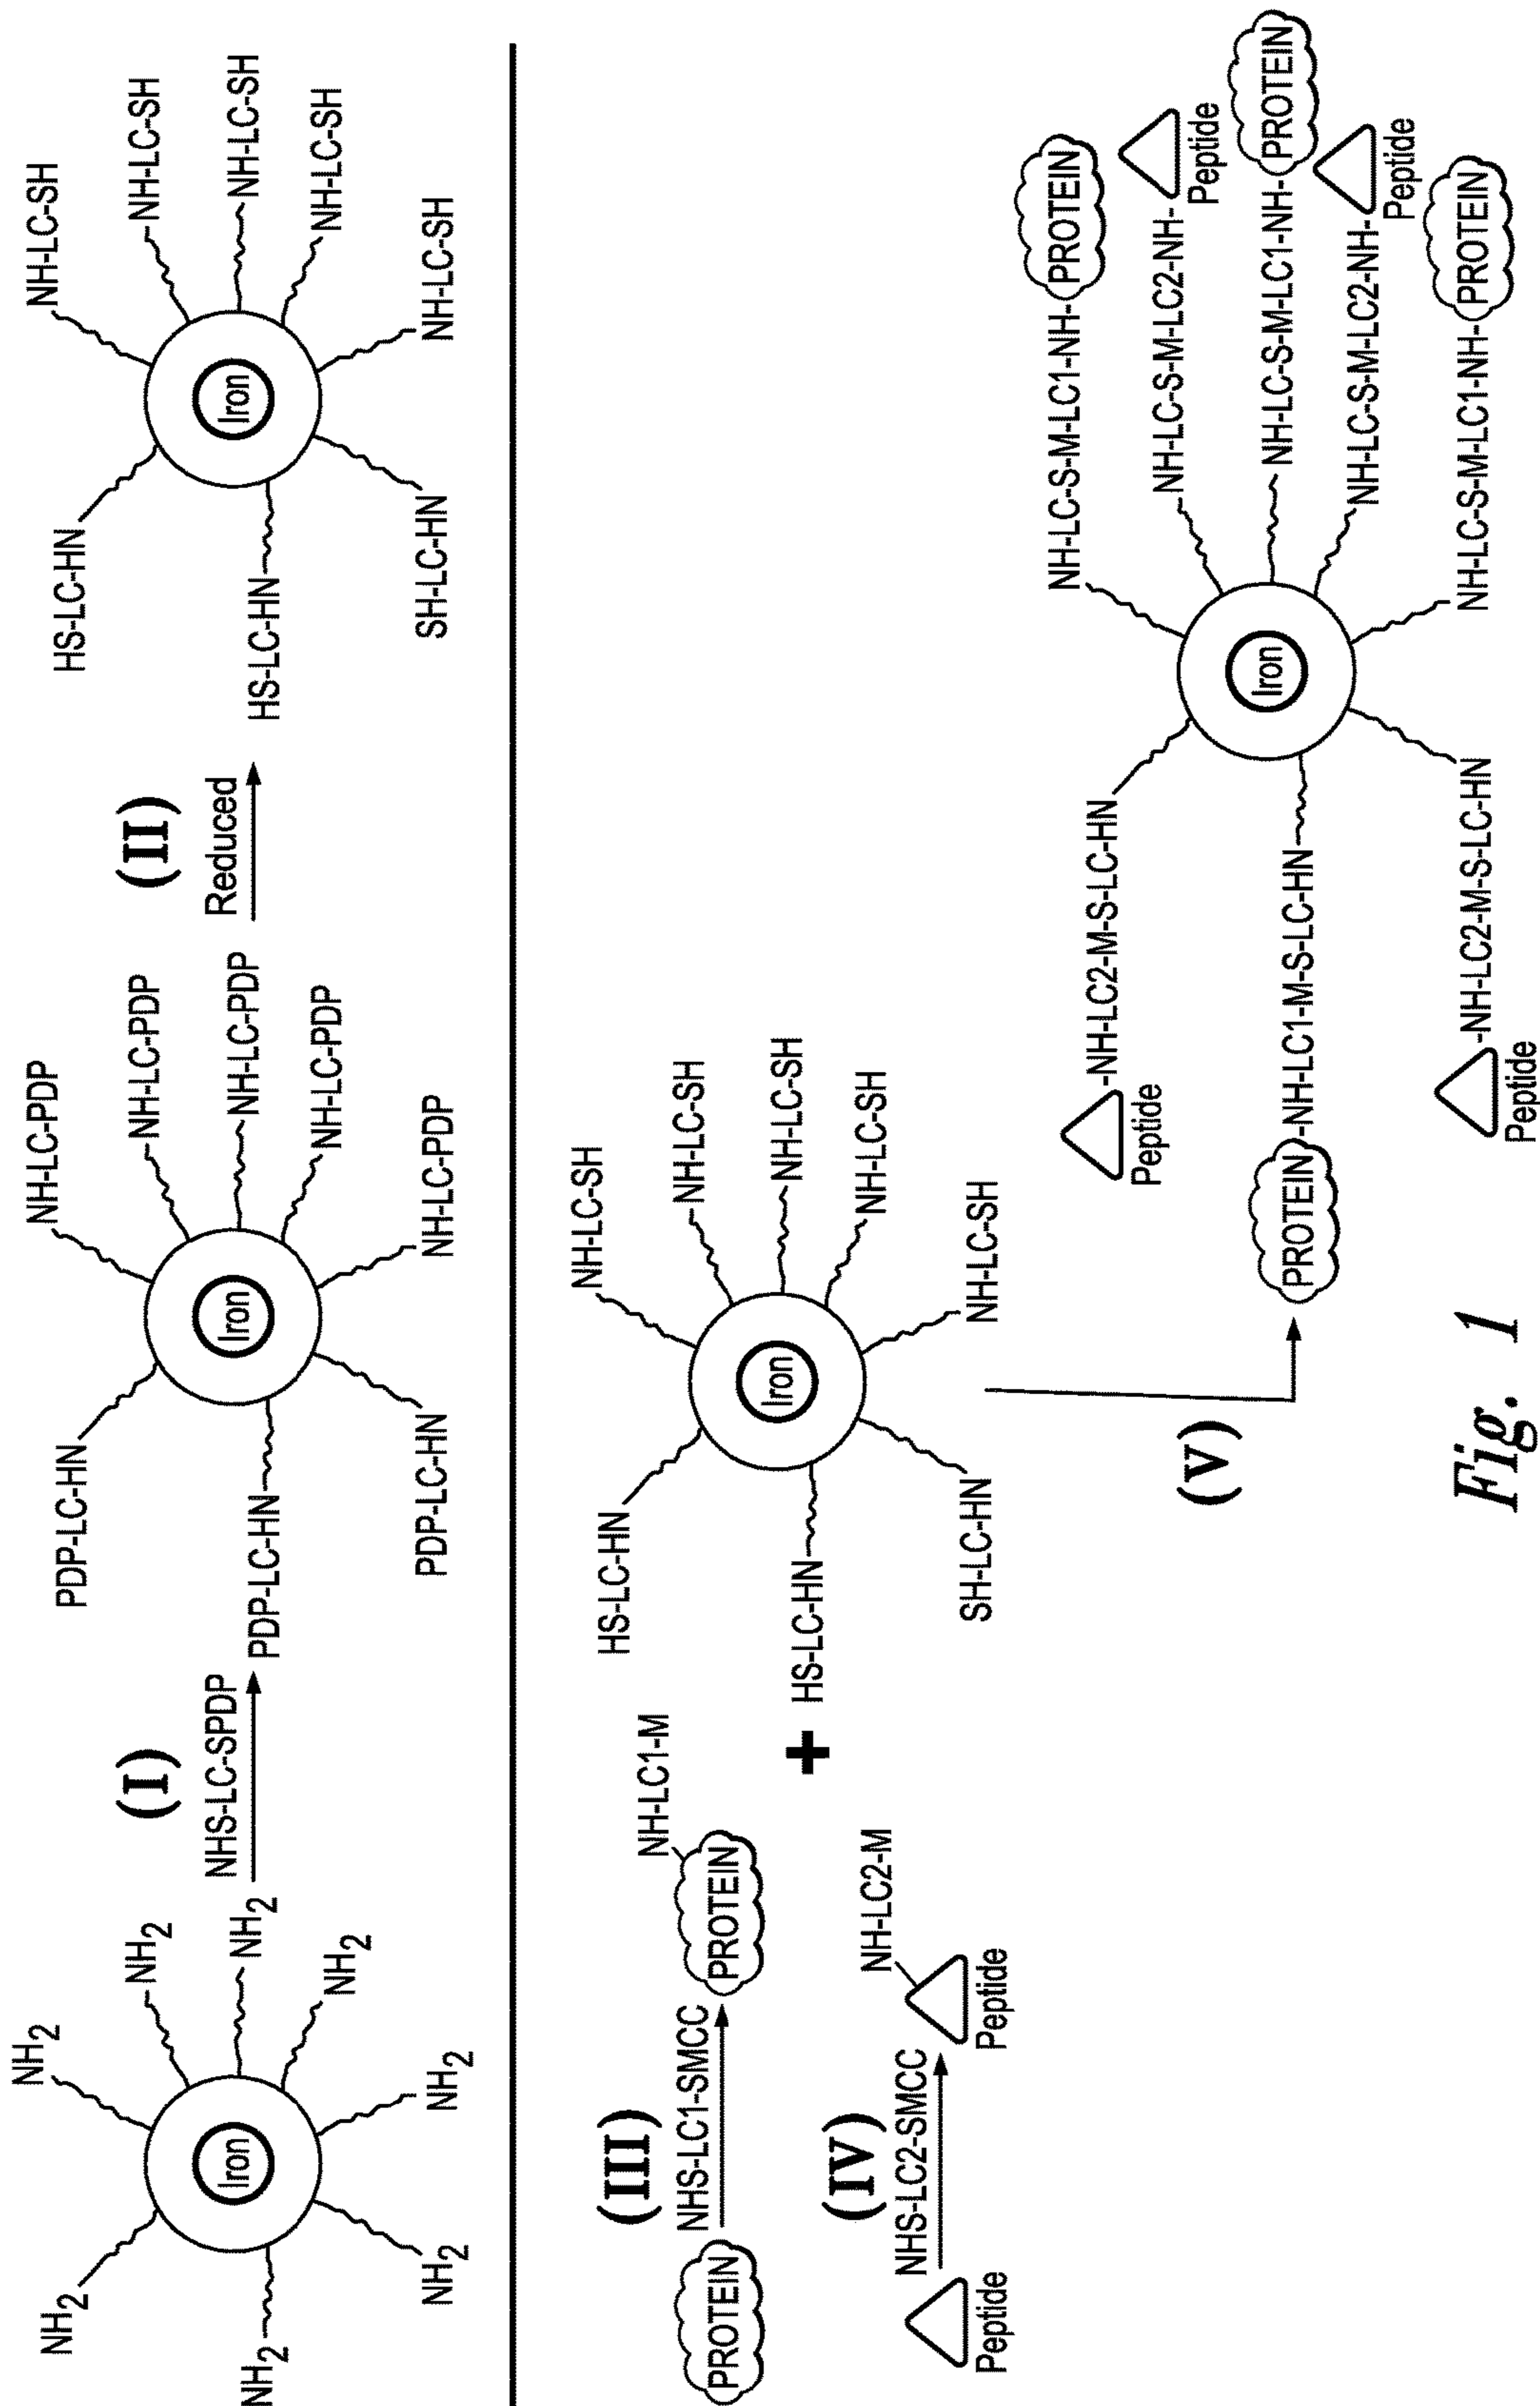 NH2
NH2
NH2
NH2
NH2
NH2
NH2
NH2
Iron
(I)
NHS-LC-SPDP
PDP-LC-HN
PDP-LC-HN
PDP-LC-HN
Iron
NH-LC-PDP
NH-LC-PDP
NH-LC-PDP
NH-LC-PDP
NH-LC-PDP
(II)
Reduced
HS-LC-HN
HS-LC-HN
SH-LC-HN
Iron
NH-LC-SH
NH-LC-SH
NH-LC-SH
NH-LC-SH
NH-LC-SH
(III)
PROTEIN
NHS-LC1-SMCC
PROTEIN
NH-LC1-M
(IV)
Peptide
NHS-LC2-SMCC
Peptide
NH-LC2-M
+
HS-LC-HN
HS-LC-HN
SH-LC-HN
Iron
NH-LC-SH
NH-LC-SH
NH-LC-SH
NH-LC-SH
NH-LC-SH
(V)
Peptide
-NH-LC2-M-S-LC-HN
PROTEIN
-NH-LC1-M-S-LC-HN
Peptide
-NH-LC2-M-S-LC-HN
Iron
NH-LC-S-M-LC1-NH-
PROTEIN
NH-LC-S-M-LC2-NH-
Peptide
NH-LC-S-M-LC1-NH-
PROTEIN
NH-LC-S-M-LC2-NH-
Peptide
NH-LC-S-M-LC1-NH-
PROTEIN
Fig. 1